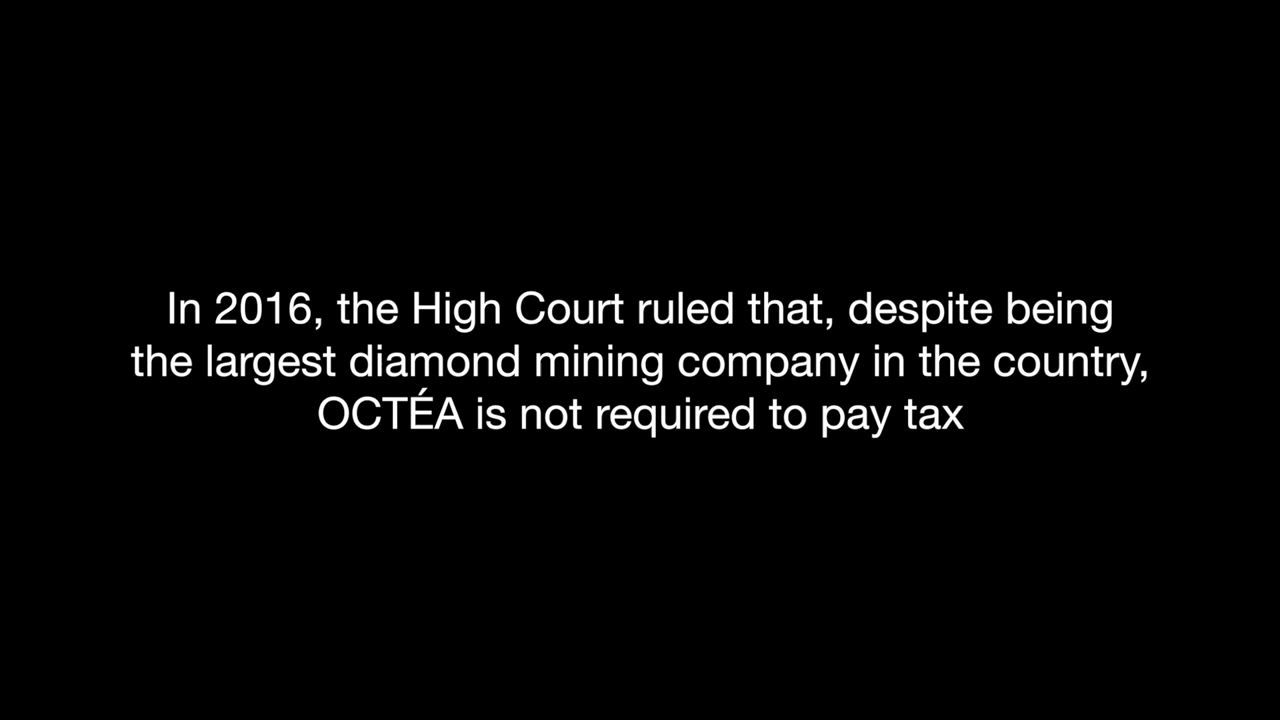 In 2016, the High Court ruled that, despite being
the largest diamond mining company in the country,
OCTÉA is not required to pay tax